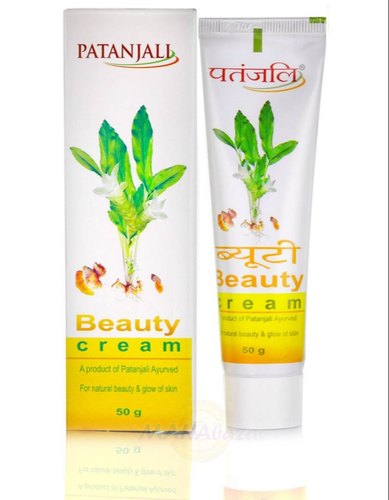 PATANJALI
Beauty
cream
A product of Patanjali Ayurved
For natural beauty & glow of skin
50 g
पतंजलि®
ब्यूटी
Beauty
cream
product of Patanjali Ayurved
natural beauty & glow of skin
50 g